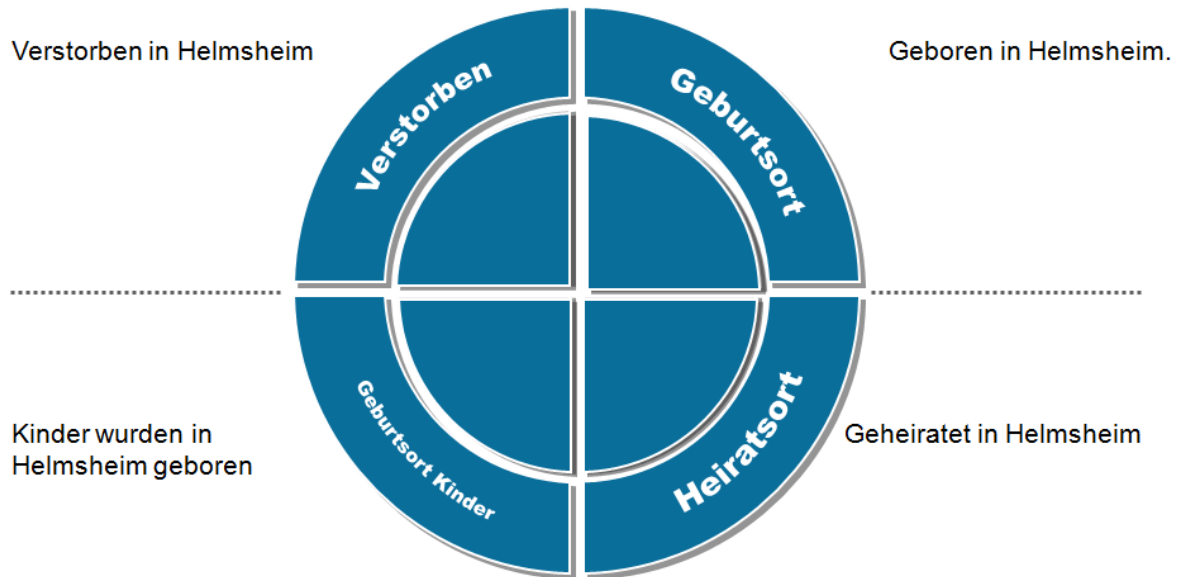 Verstorben in Helmsheim
Geboren in Helmsheim.
Verstorben
Geburtsort
Kinder wurden in
Helmsheim geboren
Geheiratet in Helmsheim
Geburtsort Kinder
Heiratsort